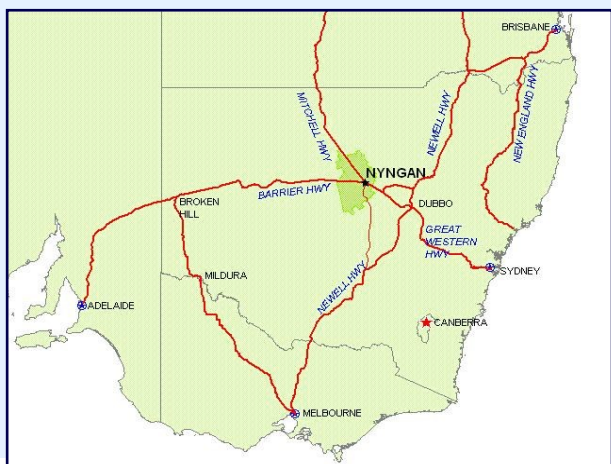 BRISBANE
MITCHELL HWY
NEWELL HWY
NEW ENGLAND HWY
NYNGAN
BARRIER HWY
BROKEN
HILL
DUBBO
GREAT
WESTERN
HWY
SYDNEY
MILDURA
NEWELL HWY
ADELAIDE
CANBERRA
MELBOURNE